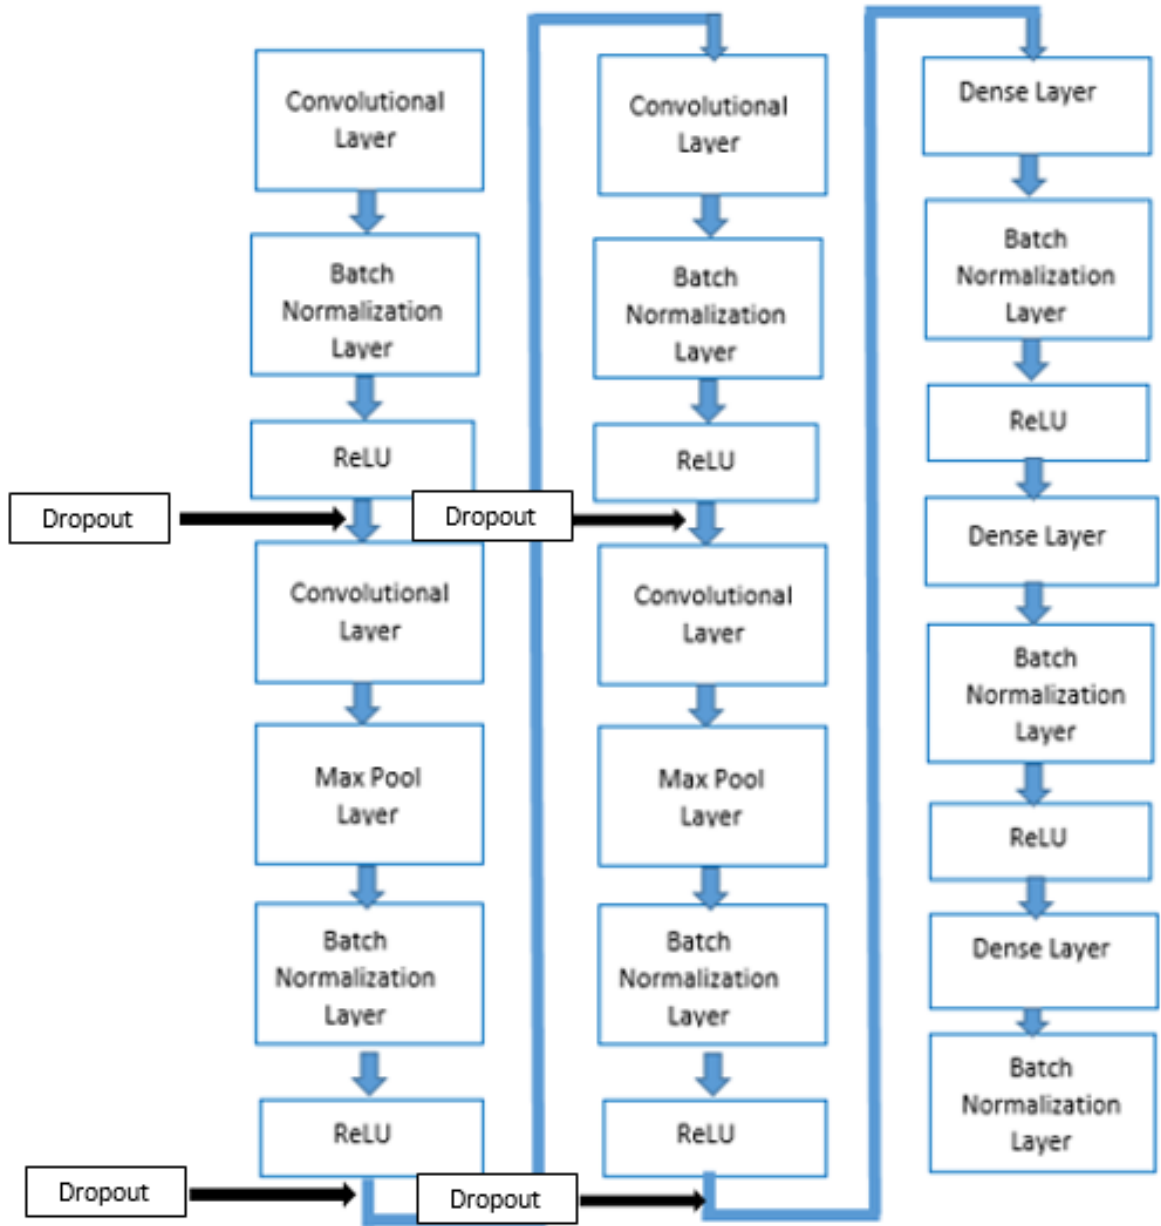 Convolutional
Layer
Batch
Normalization
Layer
ReLU
Dropout
Convolutional
Layer
Max Pool
Layer
Batch
Normalization
Layer
ReLU
Dropout
Convolutional
Layer
Batch
Normalization
Layer
ReLU
Dropout
Convolutional
Layer
Max Pool
Layer
Batch
Normalization
Layer
ReLU
Dropout
Dense Layer
Batch
Normalization
Layer
ReLU
Dense Layer
Batch
Normalization
Layer
ReLU
Dense Layer
Batch
Normalization
Layer